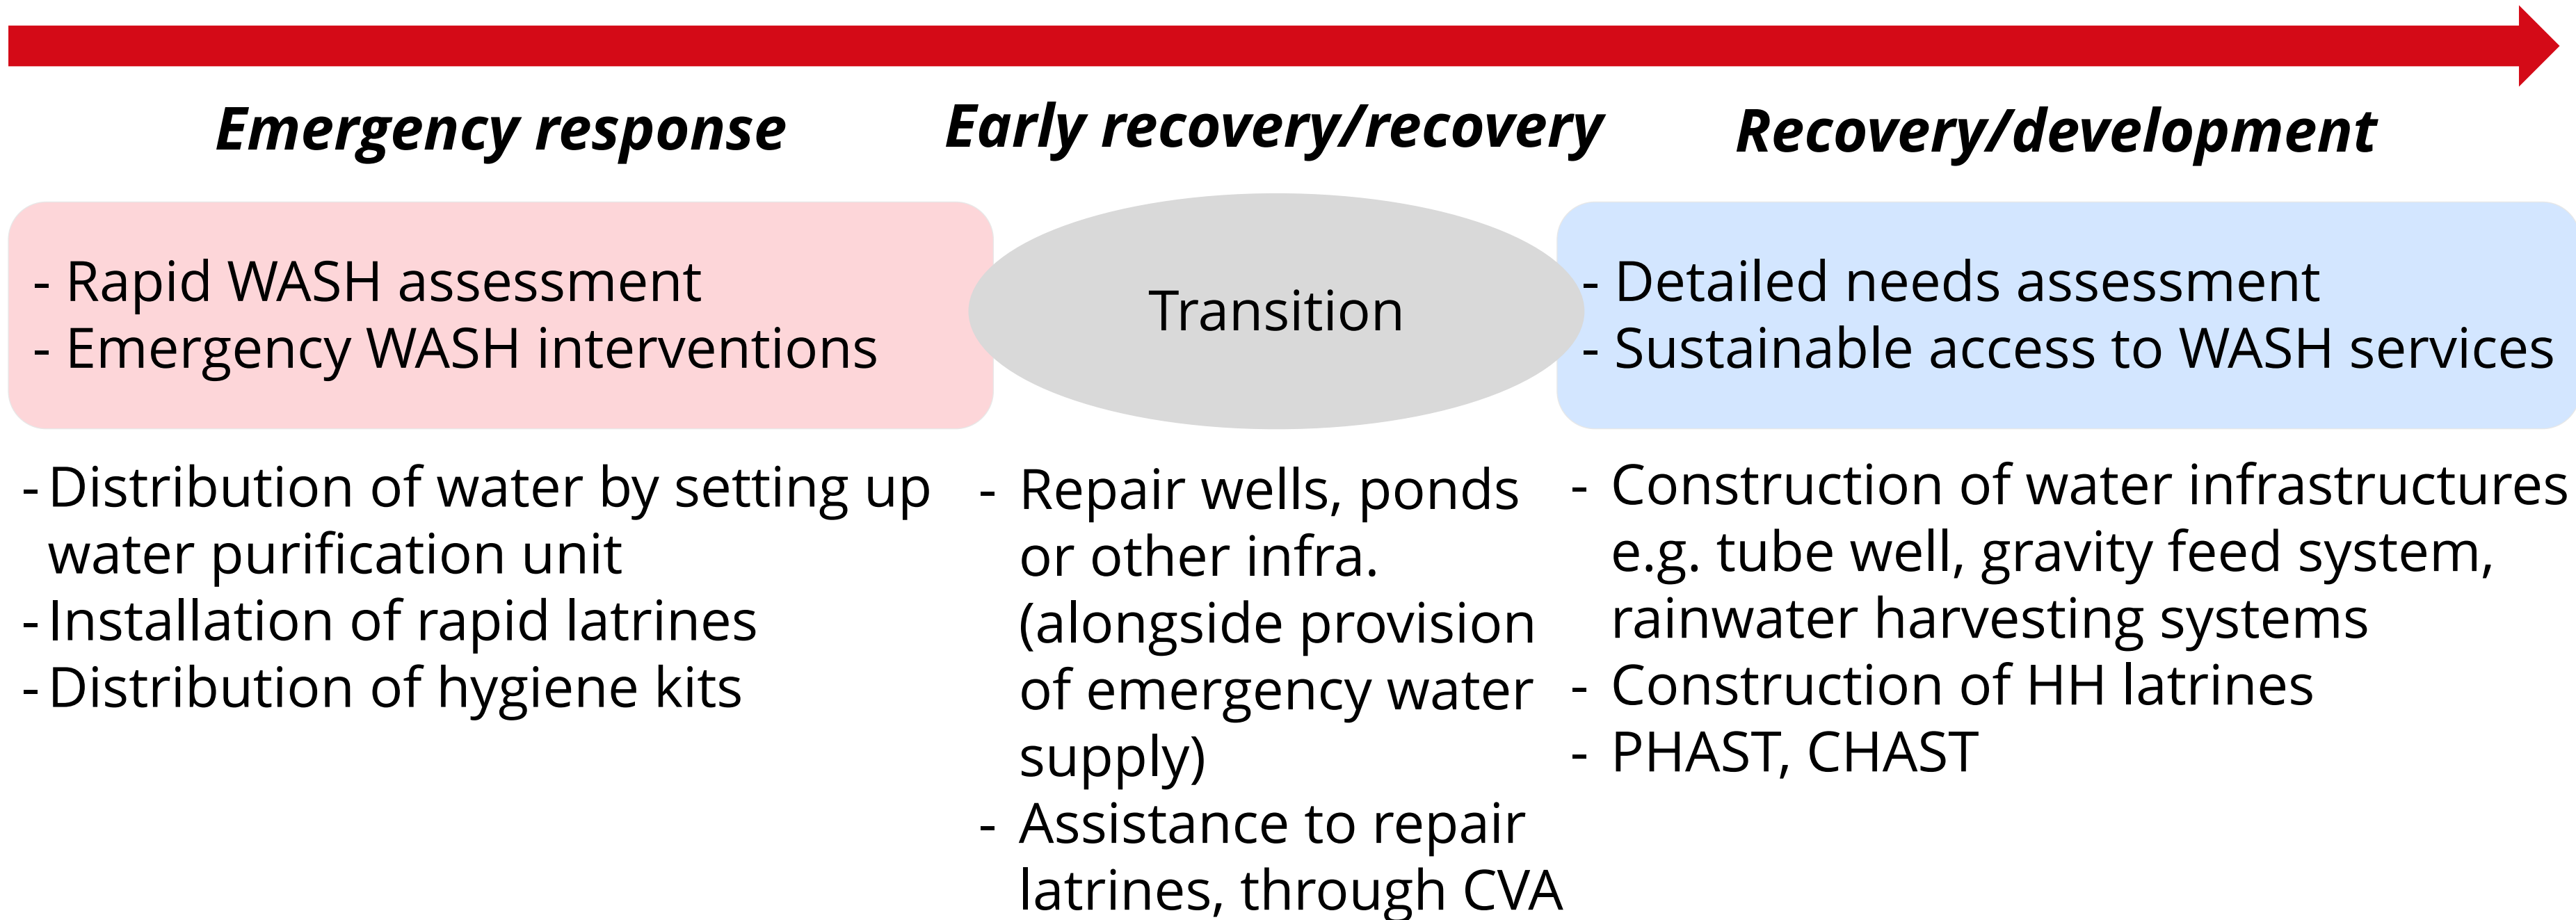 Emergency response
Early recovery/recovery
Recovery/development
- Rapid WASH assessment
- Emergency WASH interventions
Transition
- Detailed needs assessment
- Sustainable access to WASH services
- Distribution of water by setting up
water purification unit
- Installation of rapid latrines
- Distribution of hygiene kits
- Repair wells, ponds
or other infra.
(alongside provision
of emergency water
supply)
- Assistance to repair
latrines, through CVA
- Construction of water infrastructures
e.g. tube well, gravity feed system,
rainwater harvesting systems
- Construction of HH latrines
- PHAST, CHAST